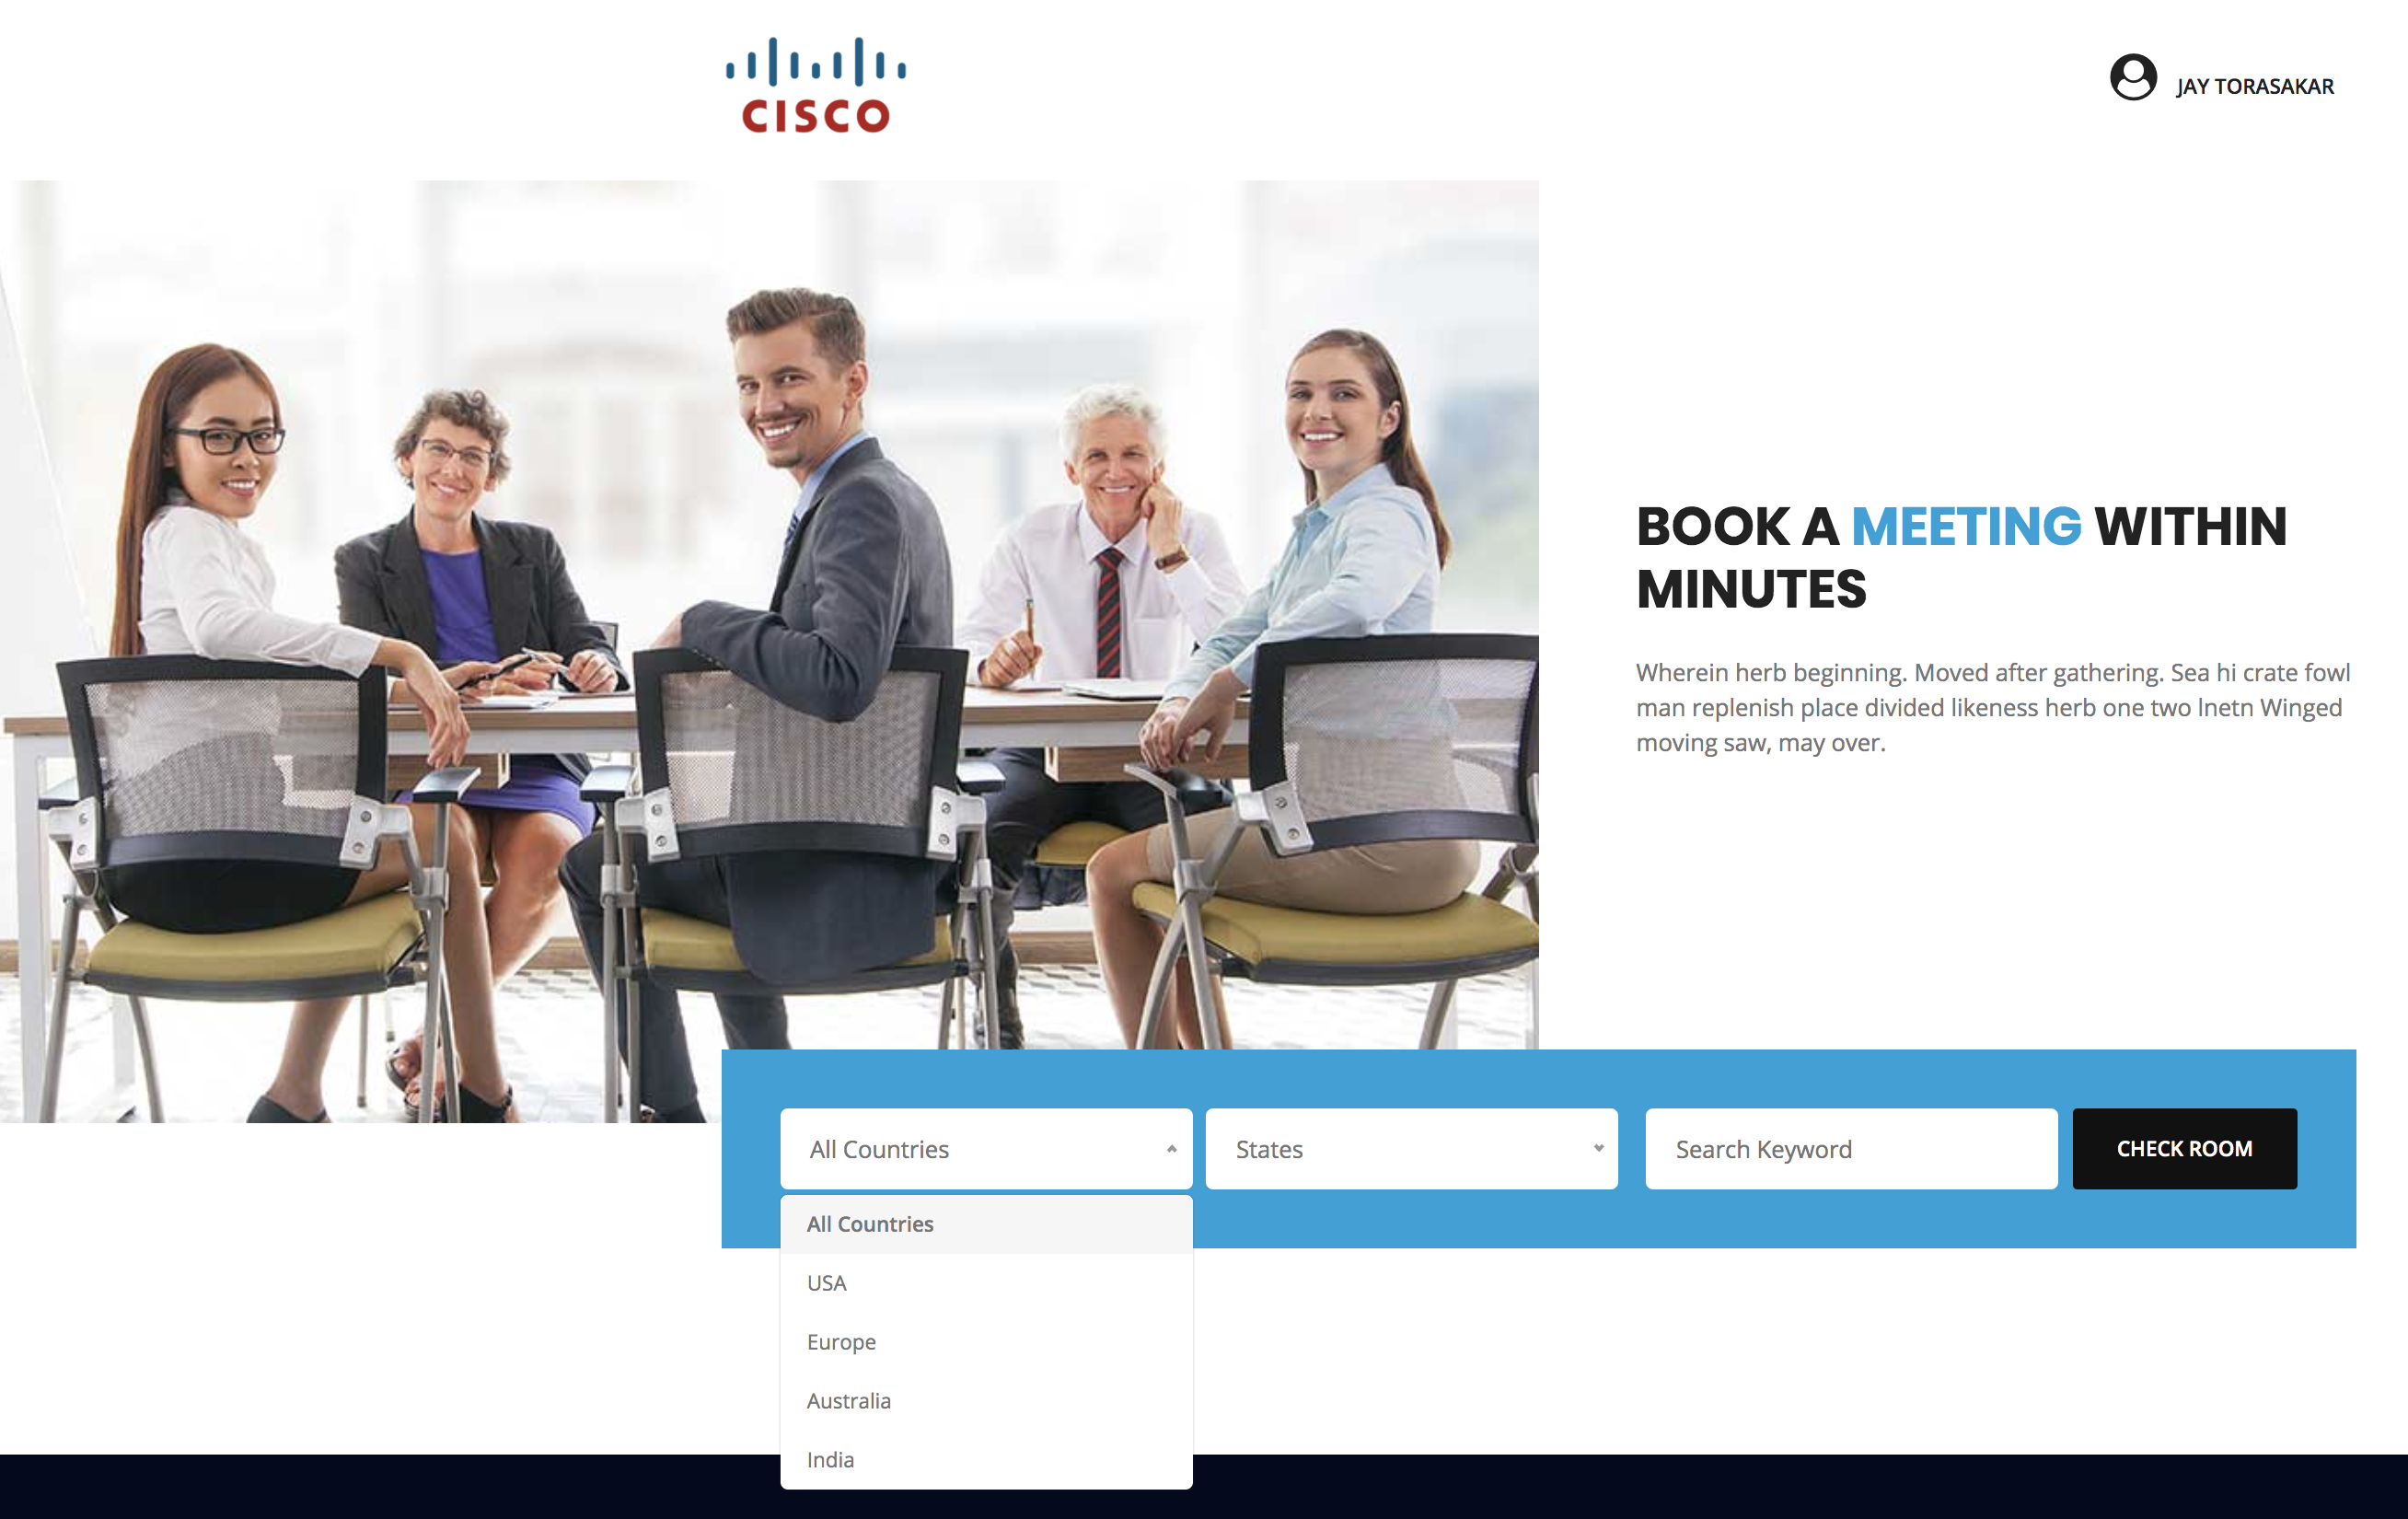 CISCO
JAY TORASAKAR
BOOK A MEETING WITHIN
MINUTES
Wherein herb beginning. Moved after gathering. Sea hi crate fowl
man replenish place divided likeness herb one two lnetn Winged
moving saw, may over.
All Countries
States
Search Keyword
CHECK ROOM
All Countries
USA
Europe
Australia
India